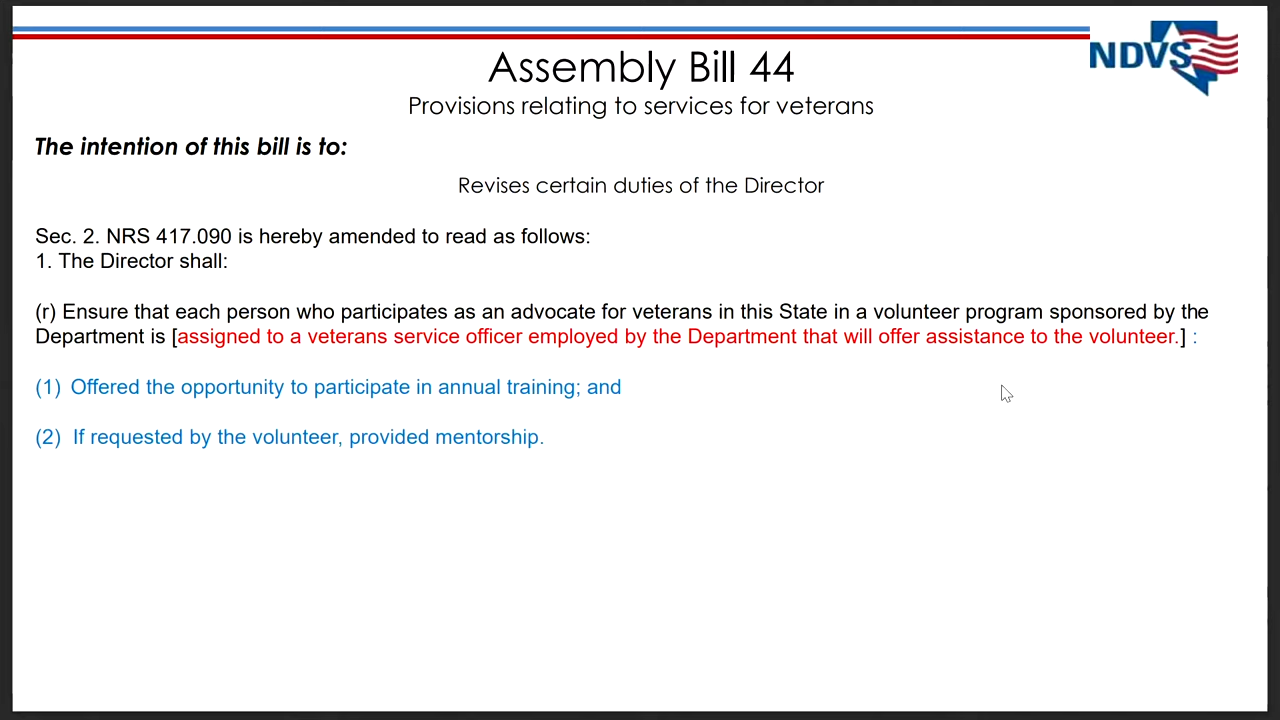 NDVS
Assembly Bill 44
Provisions relating to services for veterans
The intention of this bill is to:
Revises certain duties of the Director
Sec. 2. NRS 417.090 is hereby amended to read as follows:
1. The Director shall:
(r) Ensure that each person who participates as an advocate for veterans in this State in a volunteer program sponsored by the
Department is [assigned to a veterans service officer employed by the Department that will offer assistance to the volunteer.] :
(1) Offered the opportunity to participate in annual training; and
(2) If requested by the volunteer, provided mentorship.